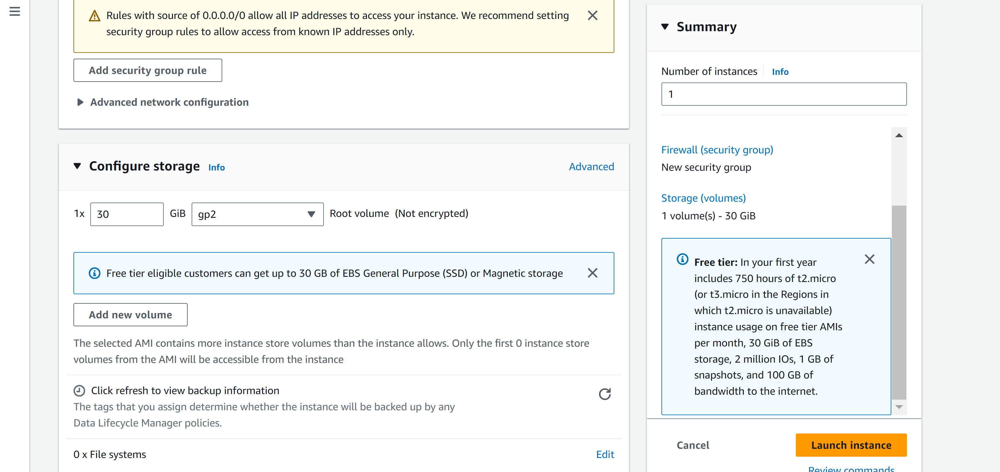 Rules with source of 0.0.0.0/0 allow all IP addresses to access your instance. We recommend setting
security group rules to allow access from known IP addresses only.
Add security group rule
Advanced network configuration
Configure storage Info Advanced
1x 30 GiB gp2 Root volume (Not encrypted)
Free tier eligible customers can get up to 30 GB of EBS General Purpose (SSD) or Magnetic storage
Add new volume
The selected AMI contains more instance store volumes than the instance allows. Only the first 0 instance store
volumes from the AMI will be accessible from the instance
Click refresh to view backup information
The tags that you assign determine whether the instance will be backed up by any
Data Lifecycle Manager policies.
0 x File systems Edit
Summary
Number of instances Info
1
Firewall (security group)
New security group
Storage (volumes)
1 volume(s) - 30 GiB
Free tier: In your first year
includes 750 hours of t2.micro
(or t3.micro in the Regions in
which t2.micro is unavailable)
instance usage on free tier AMIs
per month, 30 GiB of EBS
storage, 2 million IOs, 1 GB of
snapshots, and 100 GB of
bandwidth to the internet.
Cancel Launch instance
Review commands